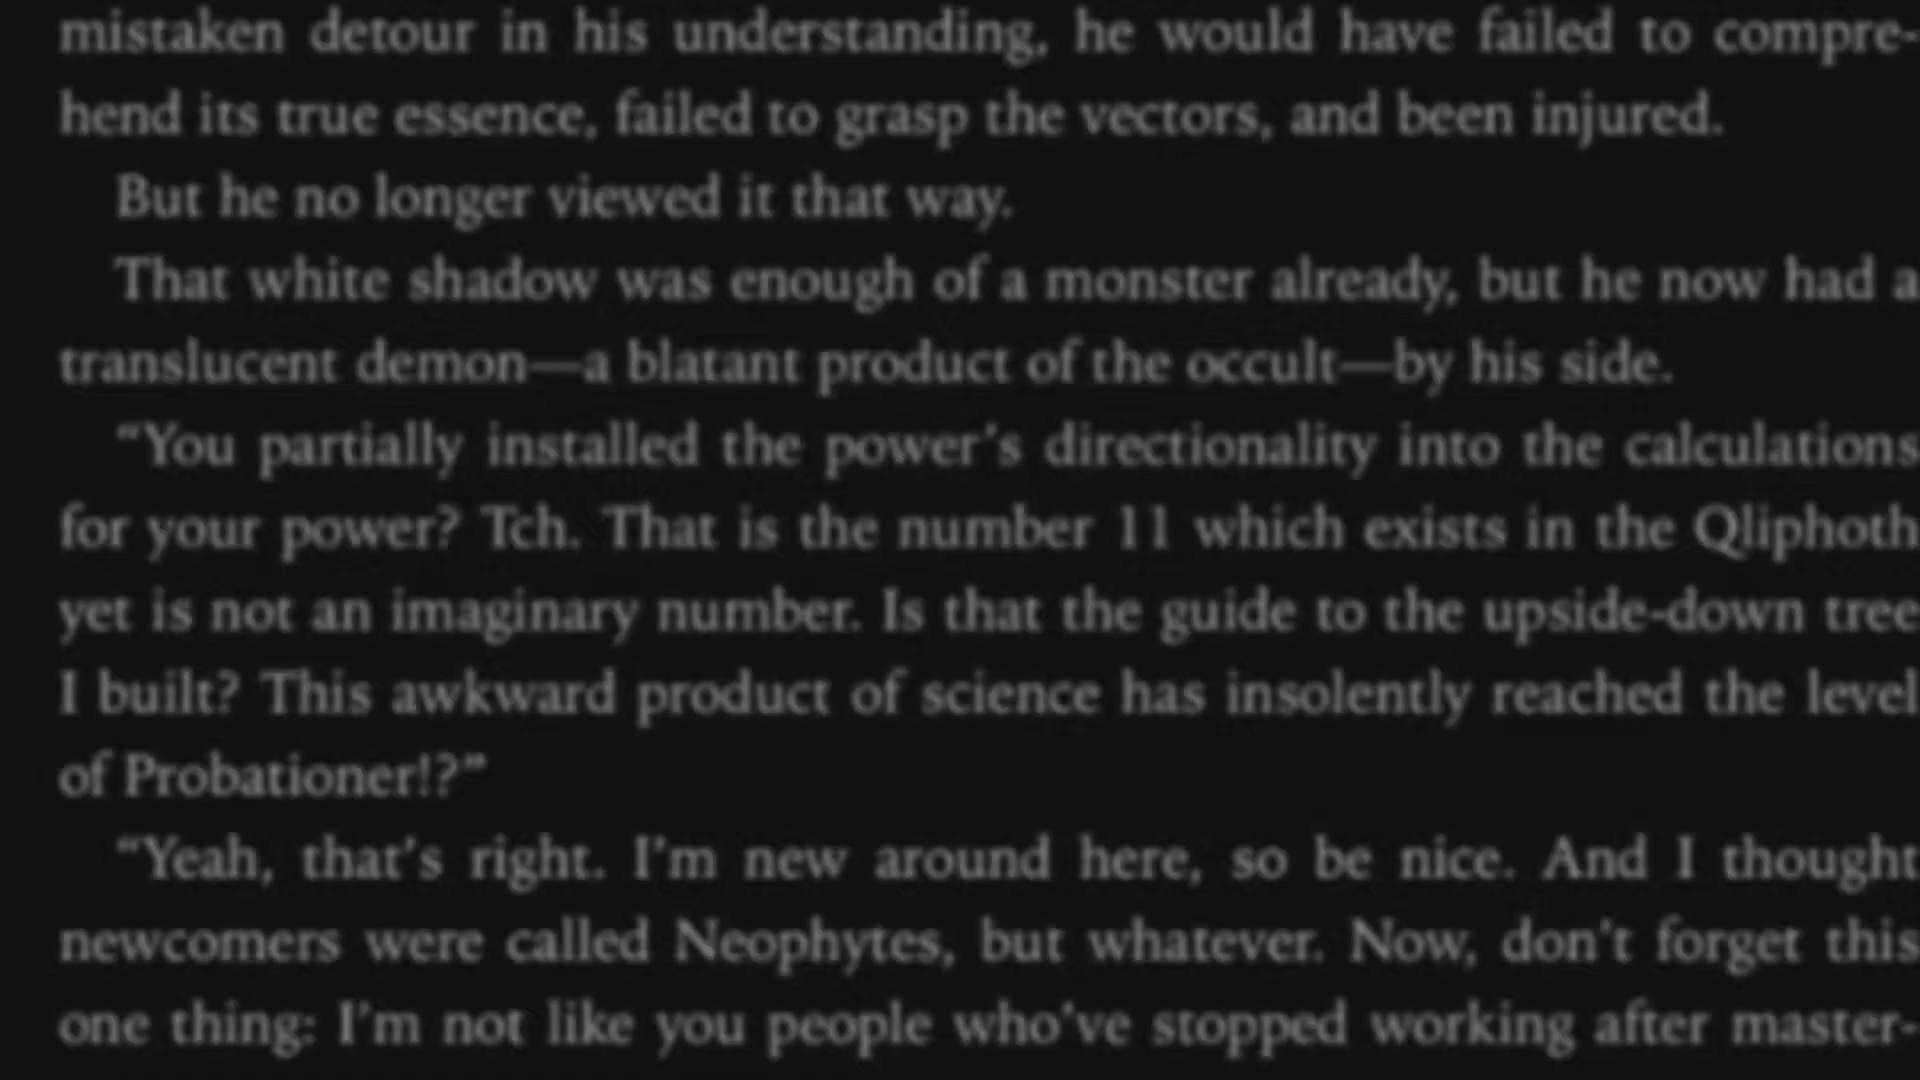 mistaken detour in his understanding, he would have failed to compre-
hend its true essence, failed to grasp the vectors, and been injured.
But he no longer viewed it that way.
That white shadow was enough of a monster already, but he now had a
translucent demon—a blatant product of the occult—by his side.
“You partially installed the power’s directionality into the calculations
for your power? Tch. That is the number 11 which exists in the Qliphoth
yet is not an imaginary number. Is that the guide to the upside-down tree
I built? This awkward product of science has insolently reached the level
of Probationer!?”
“Yeah, that’s right. I’m new around here, so be nice. And I thought
newcomers were called Neophytes, but whatever. Now, don’t forget this
one thing: I’m not like you people who’ve stopped working after master-